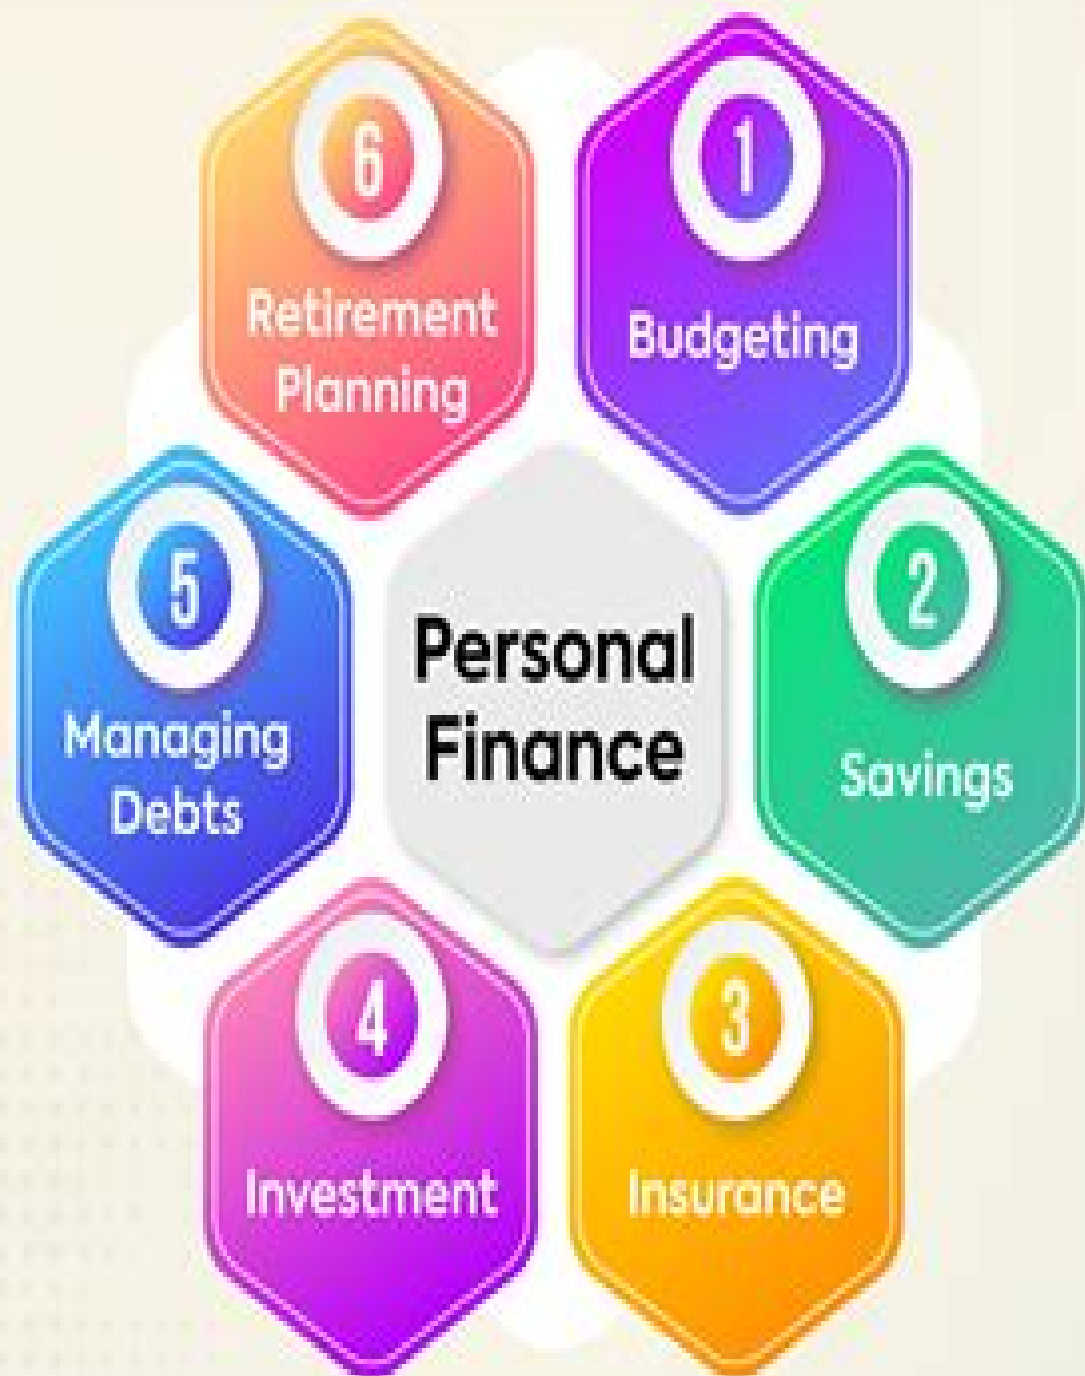 Personal
Finance
1
Budgeting
2
Savings
3
Insurance
4
Investment
5
Managing
Debts
6
Retirement
Planning